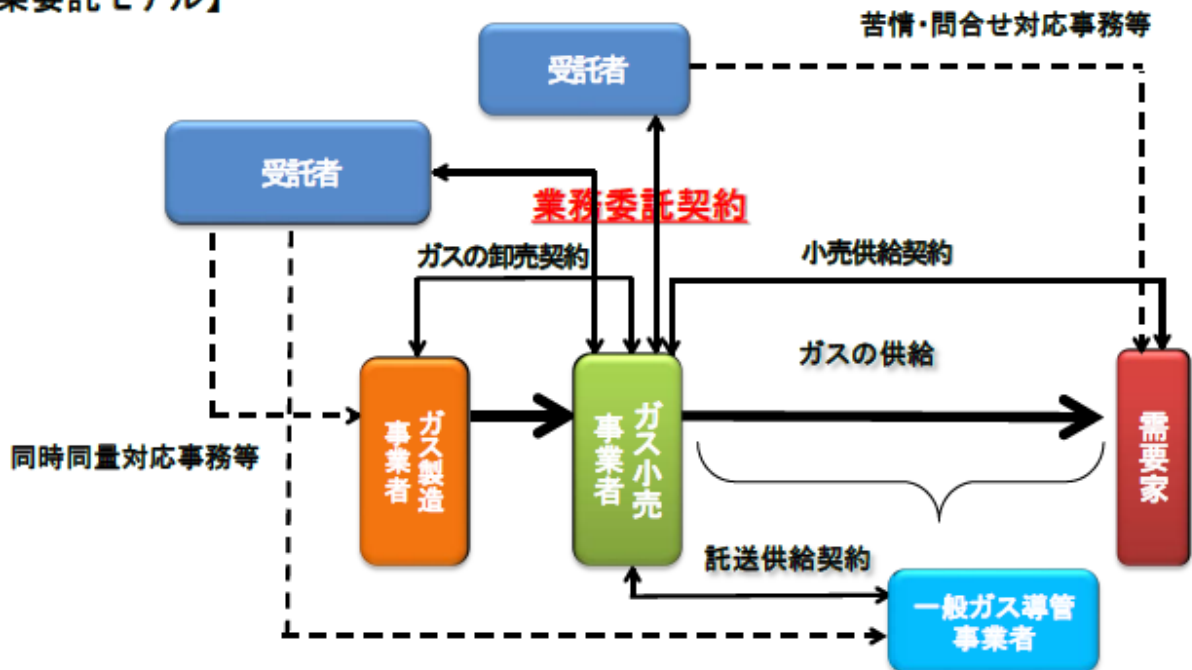 業委託モデル】
苦情・問合せ対応事務等
受託者
受託者
業務委託契約
ガスの卸売契約
小売供給契約
ガスの供給
ガス製造
事業者
ガス小売
事業者
需要家
同時同量対応事務等
託送供給契約
一般ガス導管
事業者